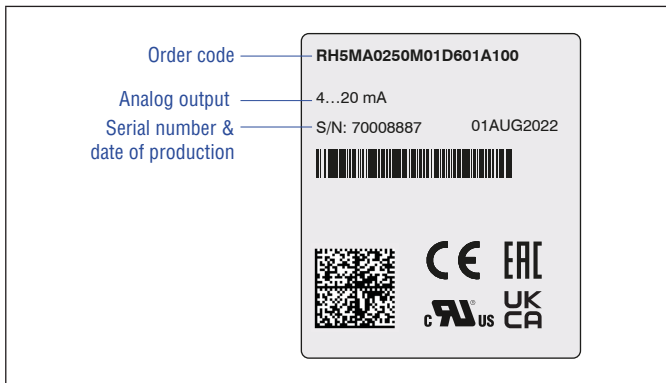 Order code
RH5MA0250M01D601A100
Analog output
4…20 mA
Serial number &
date of production
S/N: 70008887 01AUG2022
CE EAC
c RU ® US UK
CA